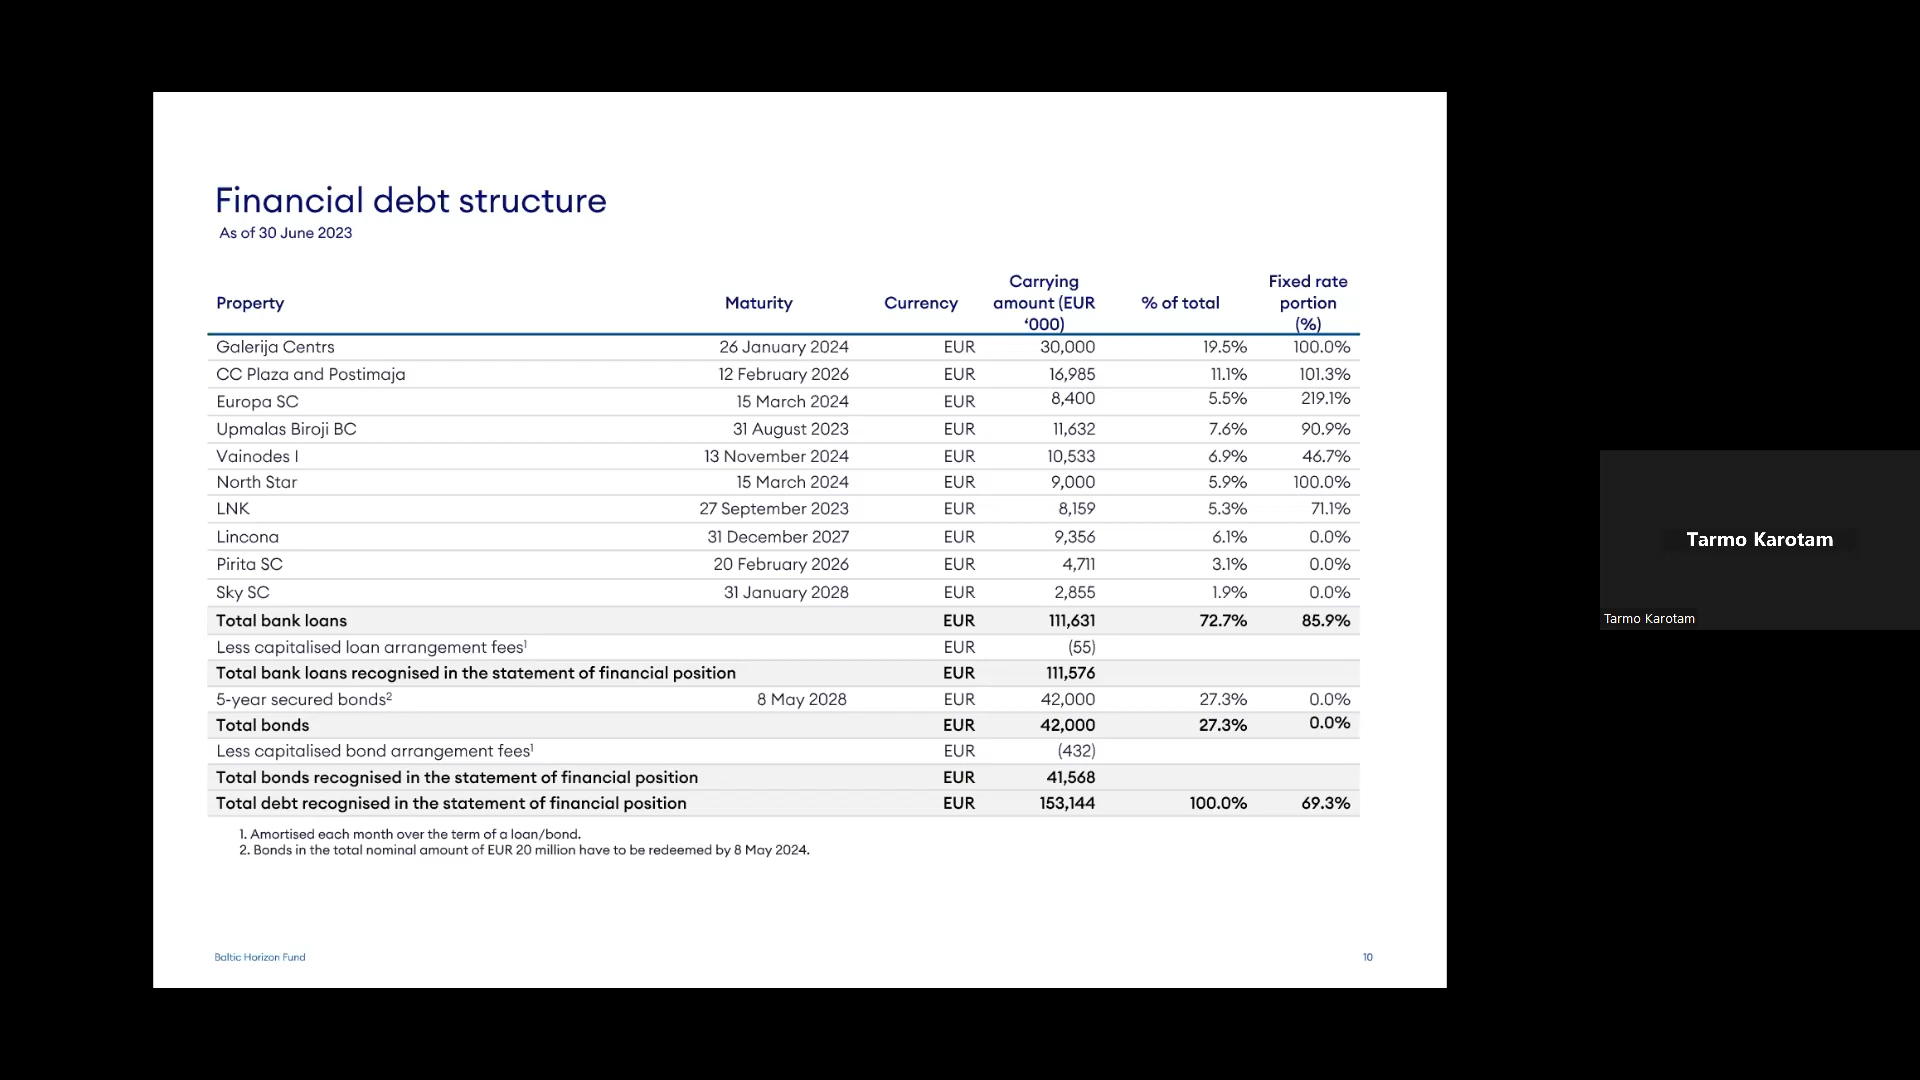 Financial debt structure
As of 30 June 2023
Property Maturity Currency Carrying amount (EUR ‘000) % of total Fixed rate portion (%)
Galerija Centrs 26 January 2024 EUR 30,000 19.5% 100.0%
CC Plaza and Postimaja 12 February 2026 EUR 16,985 11.1% 101.3%
Europa SC 15 March 2024 EUR 8,400 5.5% 219.1%
Upmalas Biroji BC 31 August 2023 EUR 11,632 7.6% 90.9%
Vainodes I 13 November 2024 EUR 10,533 6.9% 46.7%
North Star 15 March 2024 EUR 9,000 5.9% 100.0%
LNK 27 September 2023 EUR 8,159 5.3% 71.1%
Lincona 31 December 2027 EUR 9,356 6.1% 0.0%
Pirita SC 20 February 2026 EUR 4,711 3.1% 0.0%
Sky SC 31 January 2028 EUR 2,855 1.9% 0.0%
Total bank loans EUR 111,631 72.7% 85.9%
Less capitalised loan arrangement fees¹ EUR (55)
Total bank loans recognised in the statement of financial position EUR 111,576
5-year secured bonds² 8 May 2028 EUR 42,000 27.3% 0.0%
Total bonds EUR 42,000 27.3% 0.0%
Less capitalised bond arrangement fees¹ EUR (432)
Total bonds recognised in the statement of financial position EUR 41,568
Total debt recognised in the statement of financial position EUR 153,144 100.0% 69.3%
1. Amortised each month over the term of a loan/bond.
2. Bonds in the total nominal amount of EUR 20 million have to be redeemed by 8 May 2024.
Baltic Horizon Fund 10
Tarmo Karotam
Tarmo Karotam